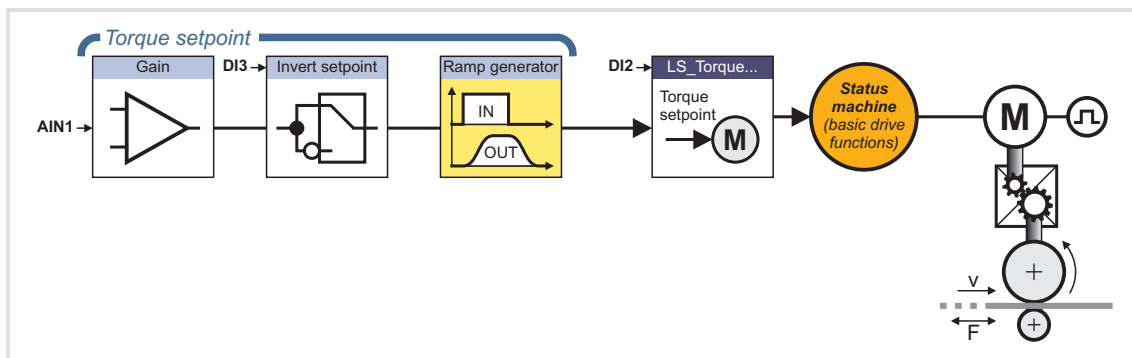 Torque setpoint
Gain
DI3
Invert setpoint
Ramp generator
DI2
LS_Torque...
AIN1
IN
OUT
Torque
setpoint
M
Status
machine
(basic drive
functions)
M
v
F